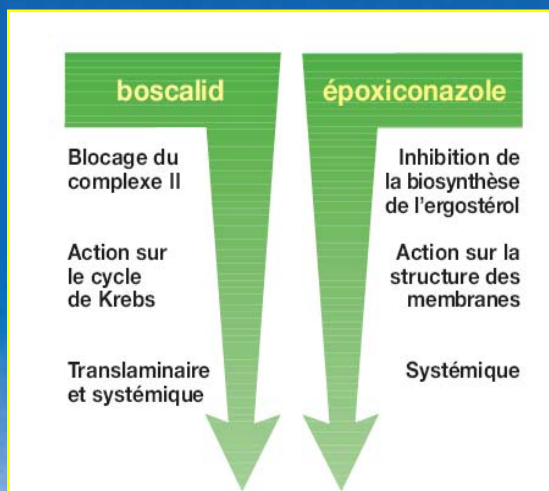 boscalid
Blocage du
complexe II
Action sur
le cycle
de Krebs
Translaminaire
et systémique
époxiconazole
Inhibition de
la biosynthèse
de l'ergostérol
Action sur la
structure des
membranes
Systémique